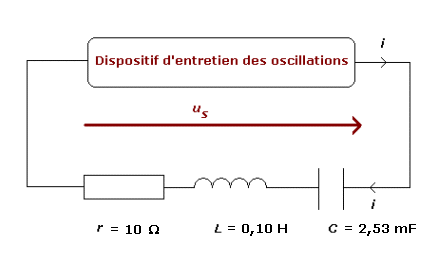 i
Dispositif d'entretien des oscillations
us
i
r = 10 Ω L = 0,10 H C = 2,53 mF